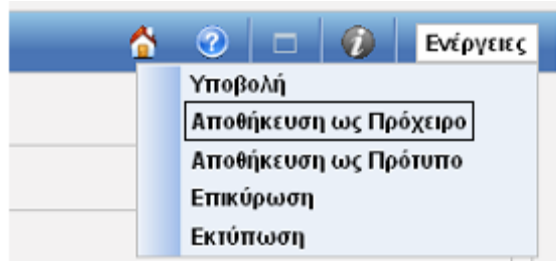 Ενέργειες
Υποβολή
Αποθήκευση ως Πρόχειρο
Αποθήκευση ως Πρότυπο
Επικύρωση
Εκτύπωση